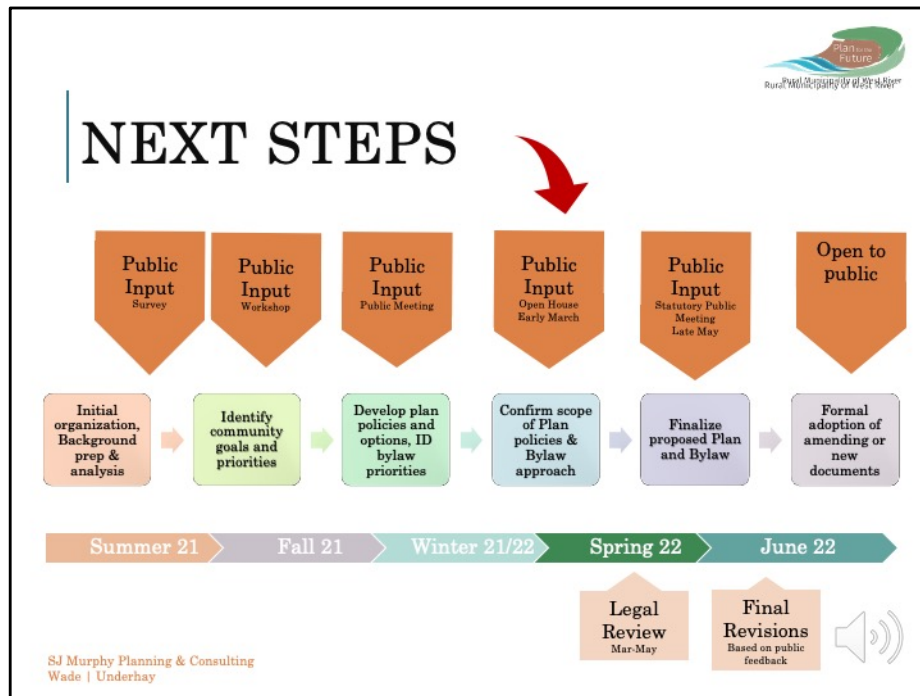 Plan for the
Future
Rural Municipality of West River
Rural Municipality of West River
NEXT STEPS
Public
Input
Survey
Public
Input
Workshop
Public
Input
Public Meeting
Public
Input
Open House
Early March
Public
Input
Statutory Public
Meeting
Late May
Open to
public
Initial
organization,
Background
prep &
analysis
Identify
community
goals and
priorities
Develop plan
policies and
options, ID
bylaw
priorities
Confirm scope
of Plan
policies &
Bylaw
approach
Finalize
proposed Plan
and Bylaw
Formal
adoption of
amending or
new
documents
Summer 21
Fall 21
Winter 21/22
Spring 22
June 22
Legal
Review
Mar-May
Final
Revisions
Based on public
feedback
SJ Murphy Planning & Consulting
Wade | Underhay